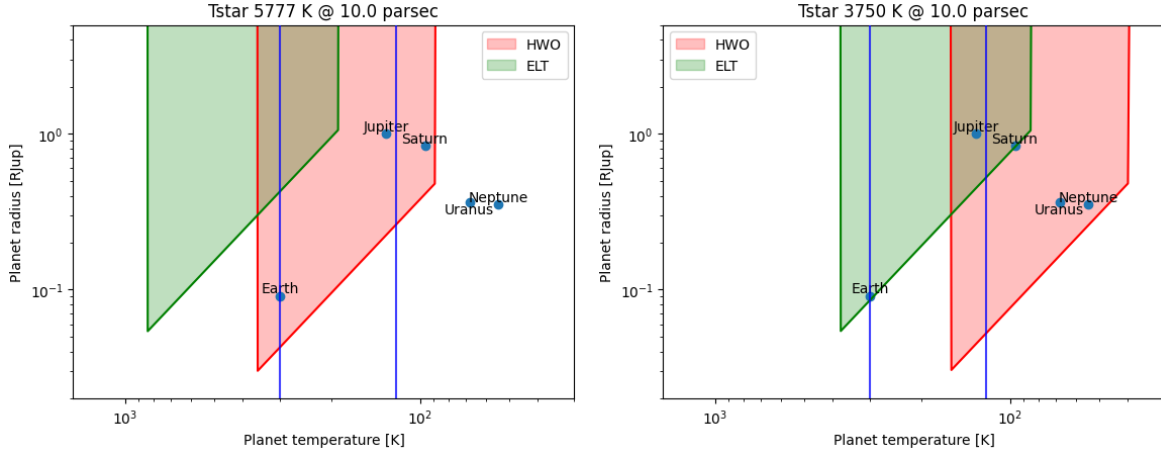 Tstar 5777 K @ 10.0 parsec
HWO
ELT
Planet radius [RJup]
10⁰
10⁻¹
Jupiter
Saturn
Neptune
Uranus
Earth
10³
10²
Planet temperature [K]
Tstar 3750 K @ 10.0 parsec
HWO
ELT
Planet radius [RJup]
10⁰
10⁻¹
Jupiter
Saturn
Neptune
Uranus
Earth
10³
10²
Planet temperature [K]